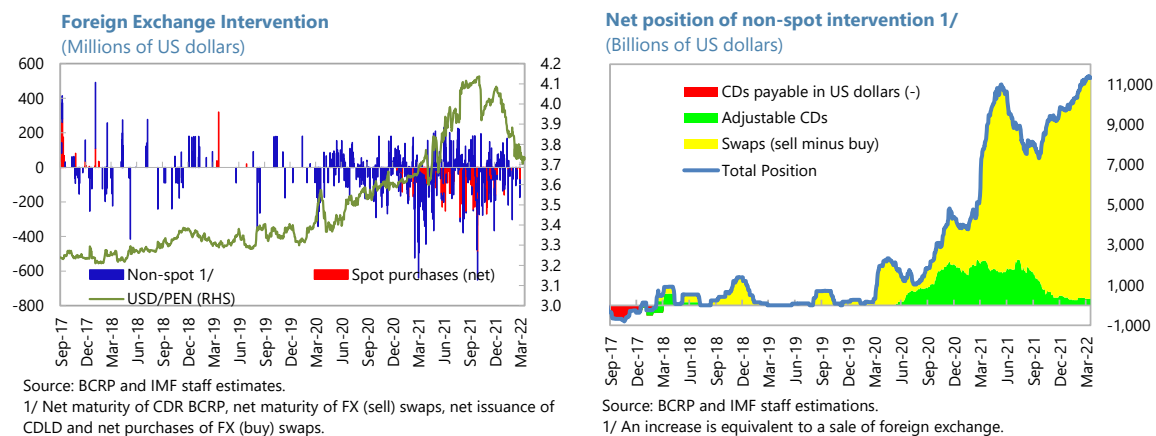 Foreign Exchange Intervention
(Millions of US dollars)
600
400
200
0
-200
-400
-600
-800
4.2
4.1
4.0
3.9
3.8
3.7
3.6
3.5
3.4
3.3
3.2
3.1
3.0
Non-spot 1/
Spot purchases (net)
USD/PEN (RHS)
Sep-17
Dec-17
Mar-18
Jun-18
Sep-18
Dec-18
Mar-19
Jun-19
Sep-19
Dec-19
Mar-20
Jun-20
Sep-20
Dec-20
Mar-21
Jun-21
Sep-21
Dec-21
Mar-22
Source: BCRP and IMF staff estimates.
1/ Net maturity of CDR BCRP, net maturity of FX (sell) swaps, net issuance of
CDLD and net purchases of FX (buy) swaps.
Net position of non-spot intervention 1/
(Billions of US dollars)
CDs payable in US dollars (-)
Adjustable CDs
Swaps (sell minus buy)
Total Position
11,000
9,000
7,000
5,000
3,000
1,000
-1,000
Sep-17
Dec-17
Mar-18
Jun-18
Sep-18
Dec-18
Mar-19
Jun-19
Sep-19
Dec-19
Mar-20
Jun-20
Sep-20
Dec-20
Mar-21
Jun-21
Sep-21
Dec-21
Mar-22
Source: BCRP and IMF staff estimations.
1/ An increase is equivalent to a sale of foreign exchange.